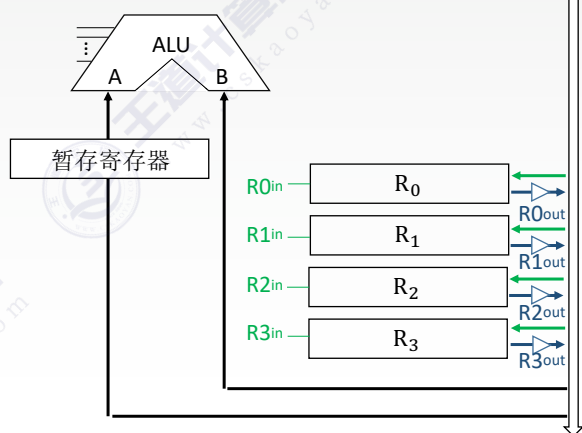 ALU
A
B
暂存寄存器
R0in
R₀
R0out
R1in
R₁
R1out
R2in
R₂
R2out
R3in
R₃
R3out